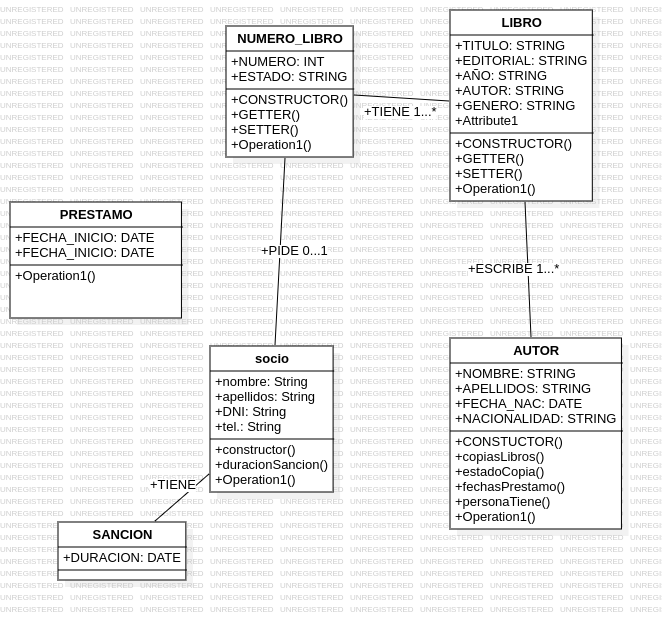 NUMERO_LIBRO
+NUMERO: INT
+ESTADO: STRING
+CONSTRUCTOR()
+GETTER()
+SETTER()
+Operation1()
+TIENE 1...*
LIBRO
+TITULO: STRING
+EDITORIAL: STRING
+AÑO: STRING
+AUTOR: STRING
+GENERO: STRING
+Attribute1
+CONSTRUCTOR()
+GETTER()
+SETTER()
+Operation1()
PRESTAMO
+FECHA_INICIO: DATE
+FECHA_INICIO: DATE
+Operation1()
+PIDE 0...1
+ESCRIBE 1...*
socio
+nombre: String
+apellidos: String
+DNI: String
+tel.: String
+constructor()
+duracionSancion()
+Operation1()
AUTOR
+NOMBRE: STRING
+APELLIDOS: STRING
+FECHA_NAC: DATE
+NACIONALIDAD: STRING
+CONSTUCTOR()
+copiasLibros()
+estadoCopia()
+fechasPrestamo()
+personaTiene()
+Operation1()
+TIENE
SANCION
+DURACION: DATE
UNREGISTERED